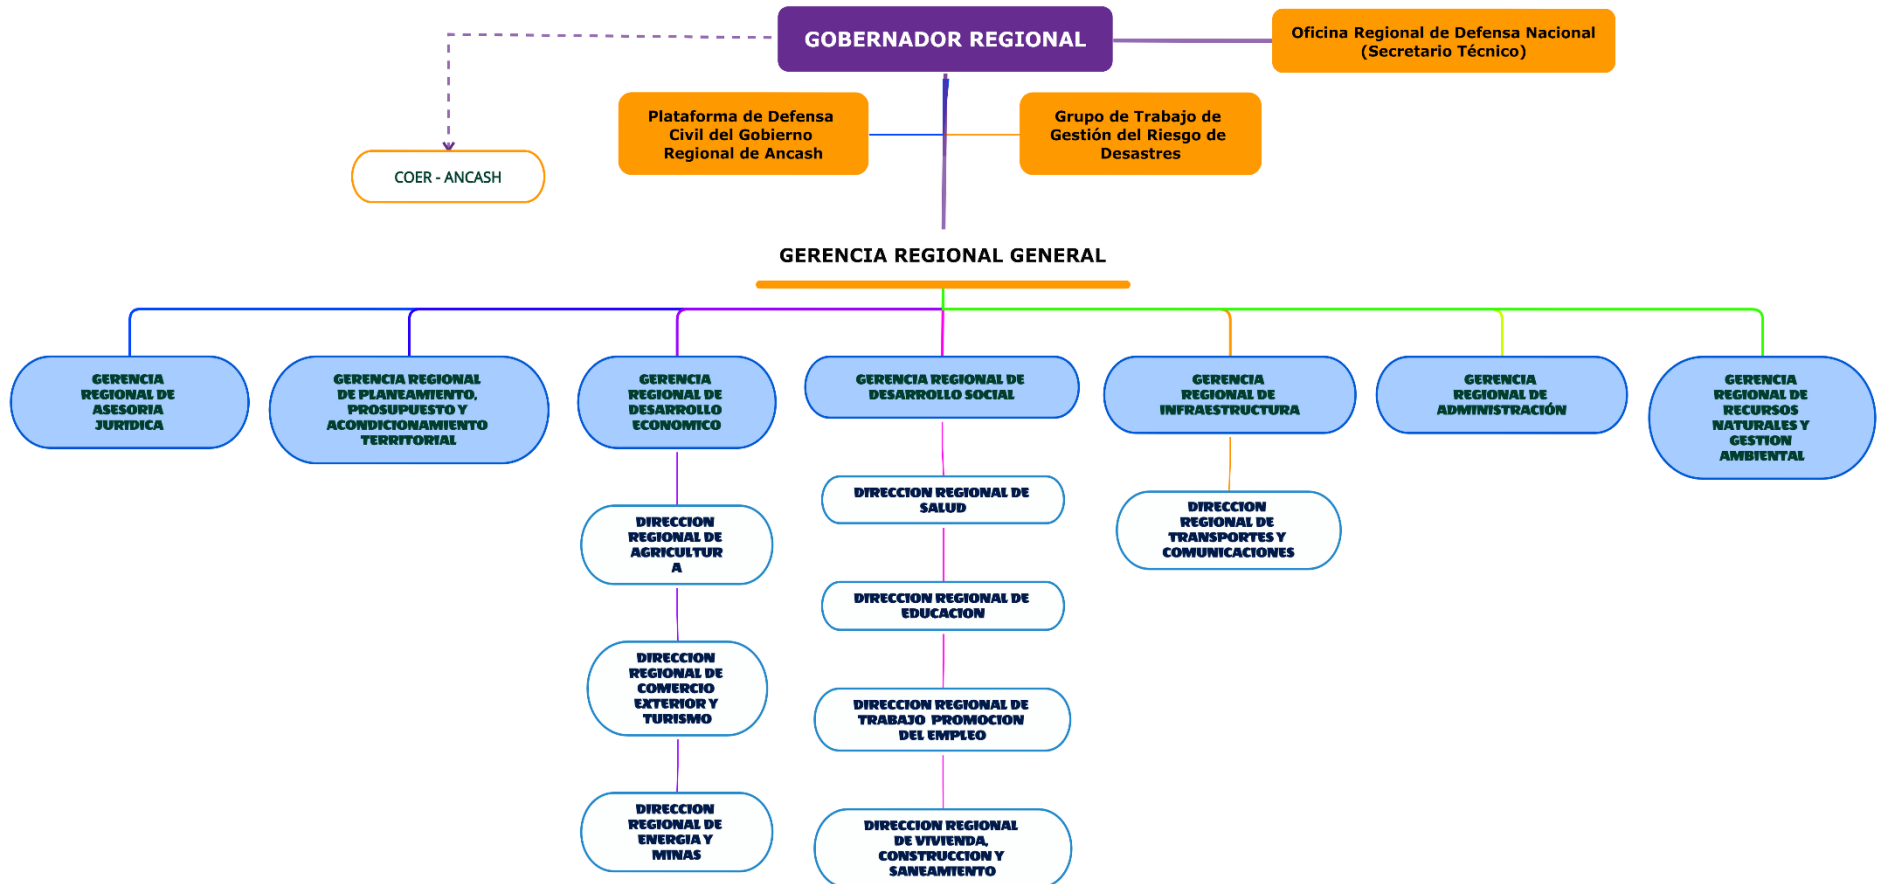 GOBERNADOR REGIONAL
Oficina Regional de Defensa Nacional
(Secretario Técnico)
Plataforma de Defensa
Civil del Gobierno
Regional de Ancash
Grupo de Trabajo de
Gestión del Riesgo de
Desastres
COER - ANCASH
GERENCIA REGIONAL GENERAL
GERENCIA
REGIONAL DE
ASESORIA
JURIDICA
GERENCIA REGIONAL
DE PLANEAMIENTO,
PROSUPUESTO Y
ACONDICIONAMIENTO
TERRITORIAL
GERENCIA
REGIONAL DE
DESARROLLO
ECONOMICO
GERENCIA REGIONAL DE
DESARROLLO SOCIAL
GERENCIA
REGIONAL DE
INFRAESTRUCTURA
GERENCIA
REGIONAL DE
ADMINISTRACIÓN
GERENCIA
REGIONAL DE
RECURSOS
NATURALES Y
GESTION
AMBIENTAL
DIRECCION
REGIONAL DE
AGRICULTUR
A
DIRECCION
REGIONAL DE
COMERCIO
EXTERIOR Y
TURISMO
DIRECCION
REGIONAL DE
ENERGIA Y
MINAS
DIRECCION REGIONAL DE
SALUD
DIRECCION REGIONAL DE
EDUCACION
DIRECCION REGIONAL DE
TRABAJO  PROMOCION
DEL EMPLEO
DIRECCION REGIONAL
DE VIVIENDA,
CONSTRUCCION Y
SANEAMIENTO
DIRECCION
REGIONAL DE
TRANSPORTES Y
COMUNICACIONES